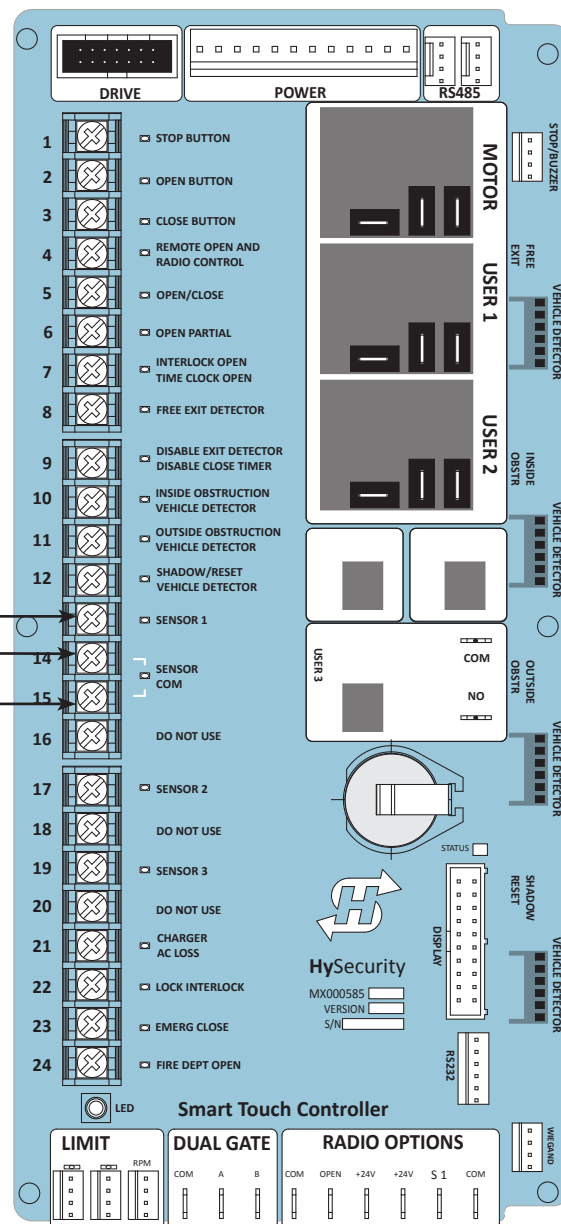 DRIVE
POWER
RS485
1 STOP BUTTON
2 OPEN BUTTON
3 CLOSE BUTTON
4 REMOTE OPEN AND
RADIO CONTROL
5 OPEN/CLOSE
6 OPEN PARTIAL
7 INTERLOCK OPEN
TIME CLOCK OPEN
8 FREE EXIT DETECTOR
9 DISABLE EXIT DETECTOR
DISABLE CLOSE TIMER
10 INSIDE OBSTRUCTION
VEHICLE DETECTOR
11 OUTSIDE OBSTRUCTION
VEHICLE DETECTOR
12 SHADOW/RESET
VEHICLE DETECTOR
SENSOR 1
14
SENSOR
COM
15
16 DO NOT USE
17 SENSOR 2
18 DO NOT USE
19 SENSOR 3
20 DO NOT USE
21 CHARGER
AC LOSS
22 LOCK INTERLOCK
23 EMERG CLOSE
24 FIRE DEPT OPEN
LED
MOTOR
USER 1
USER 2
USER 3
COM
NO
STOP/BUZZER
FREE
EXIT
VEHICLE DETECTOR
INSIDE
OBSTR
VEHICLE DETECTOR
OUTSIDE
OBSTR
VEHICLE DETECTOR
STATUS
SHADOW
RESET
VEHICLE DETECTOR
DISPLAY
H
HySecurity
MX000585
VERSION
S/N
RS232
Smart Touch Controller
WIEGAND
LIMIT
RPM
DUAL GATE
COM A B
RADIO OPTIONS
COM OPEN +24V +24V S 1 COM